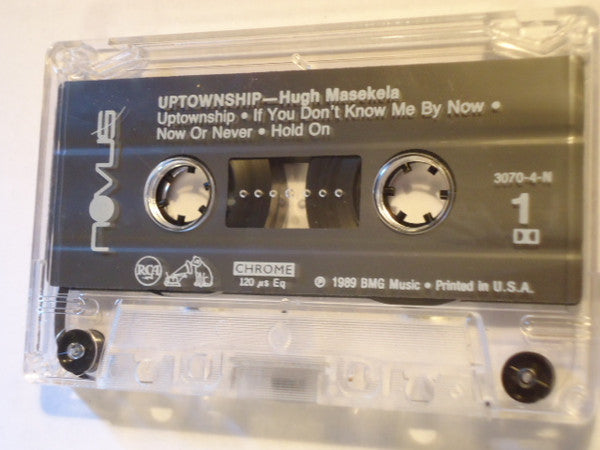 UPTOWNSHIP—Hugh Masekela
Uptownship • If You Don't Know Me By Now •
Now Or Never • Hold On
NOVUS
3070-4-N
1
RCA
CHROME
120 µs Eq
℗ 1989 BMG Music • Printed in U.S.A.